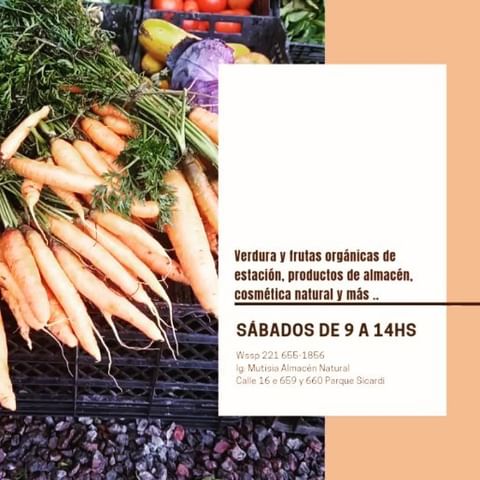 Verdura y frutas orgánicas de
estación, productos de almacén,
cosmética natural y más ..
SÁBADOS DE 9 A 14HS
Wssp 221 655-1856
Ig. Mutisia Almacén Natural
Calle 16 e 659 y 660 Parque Sicardi